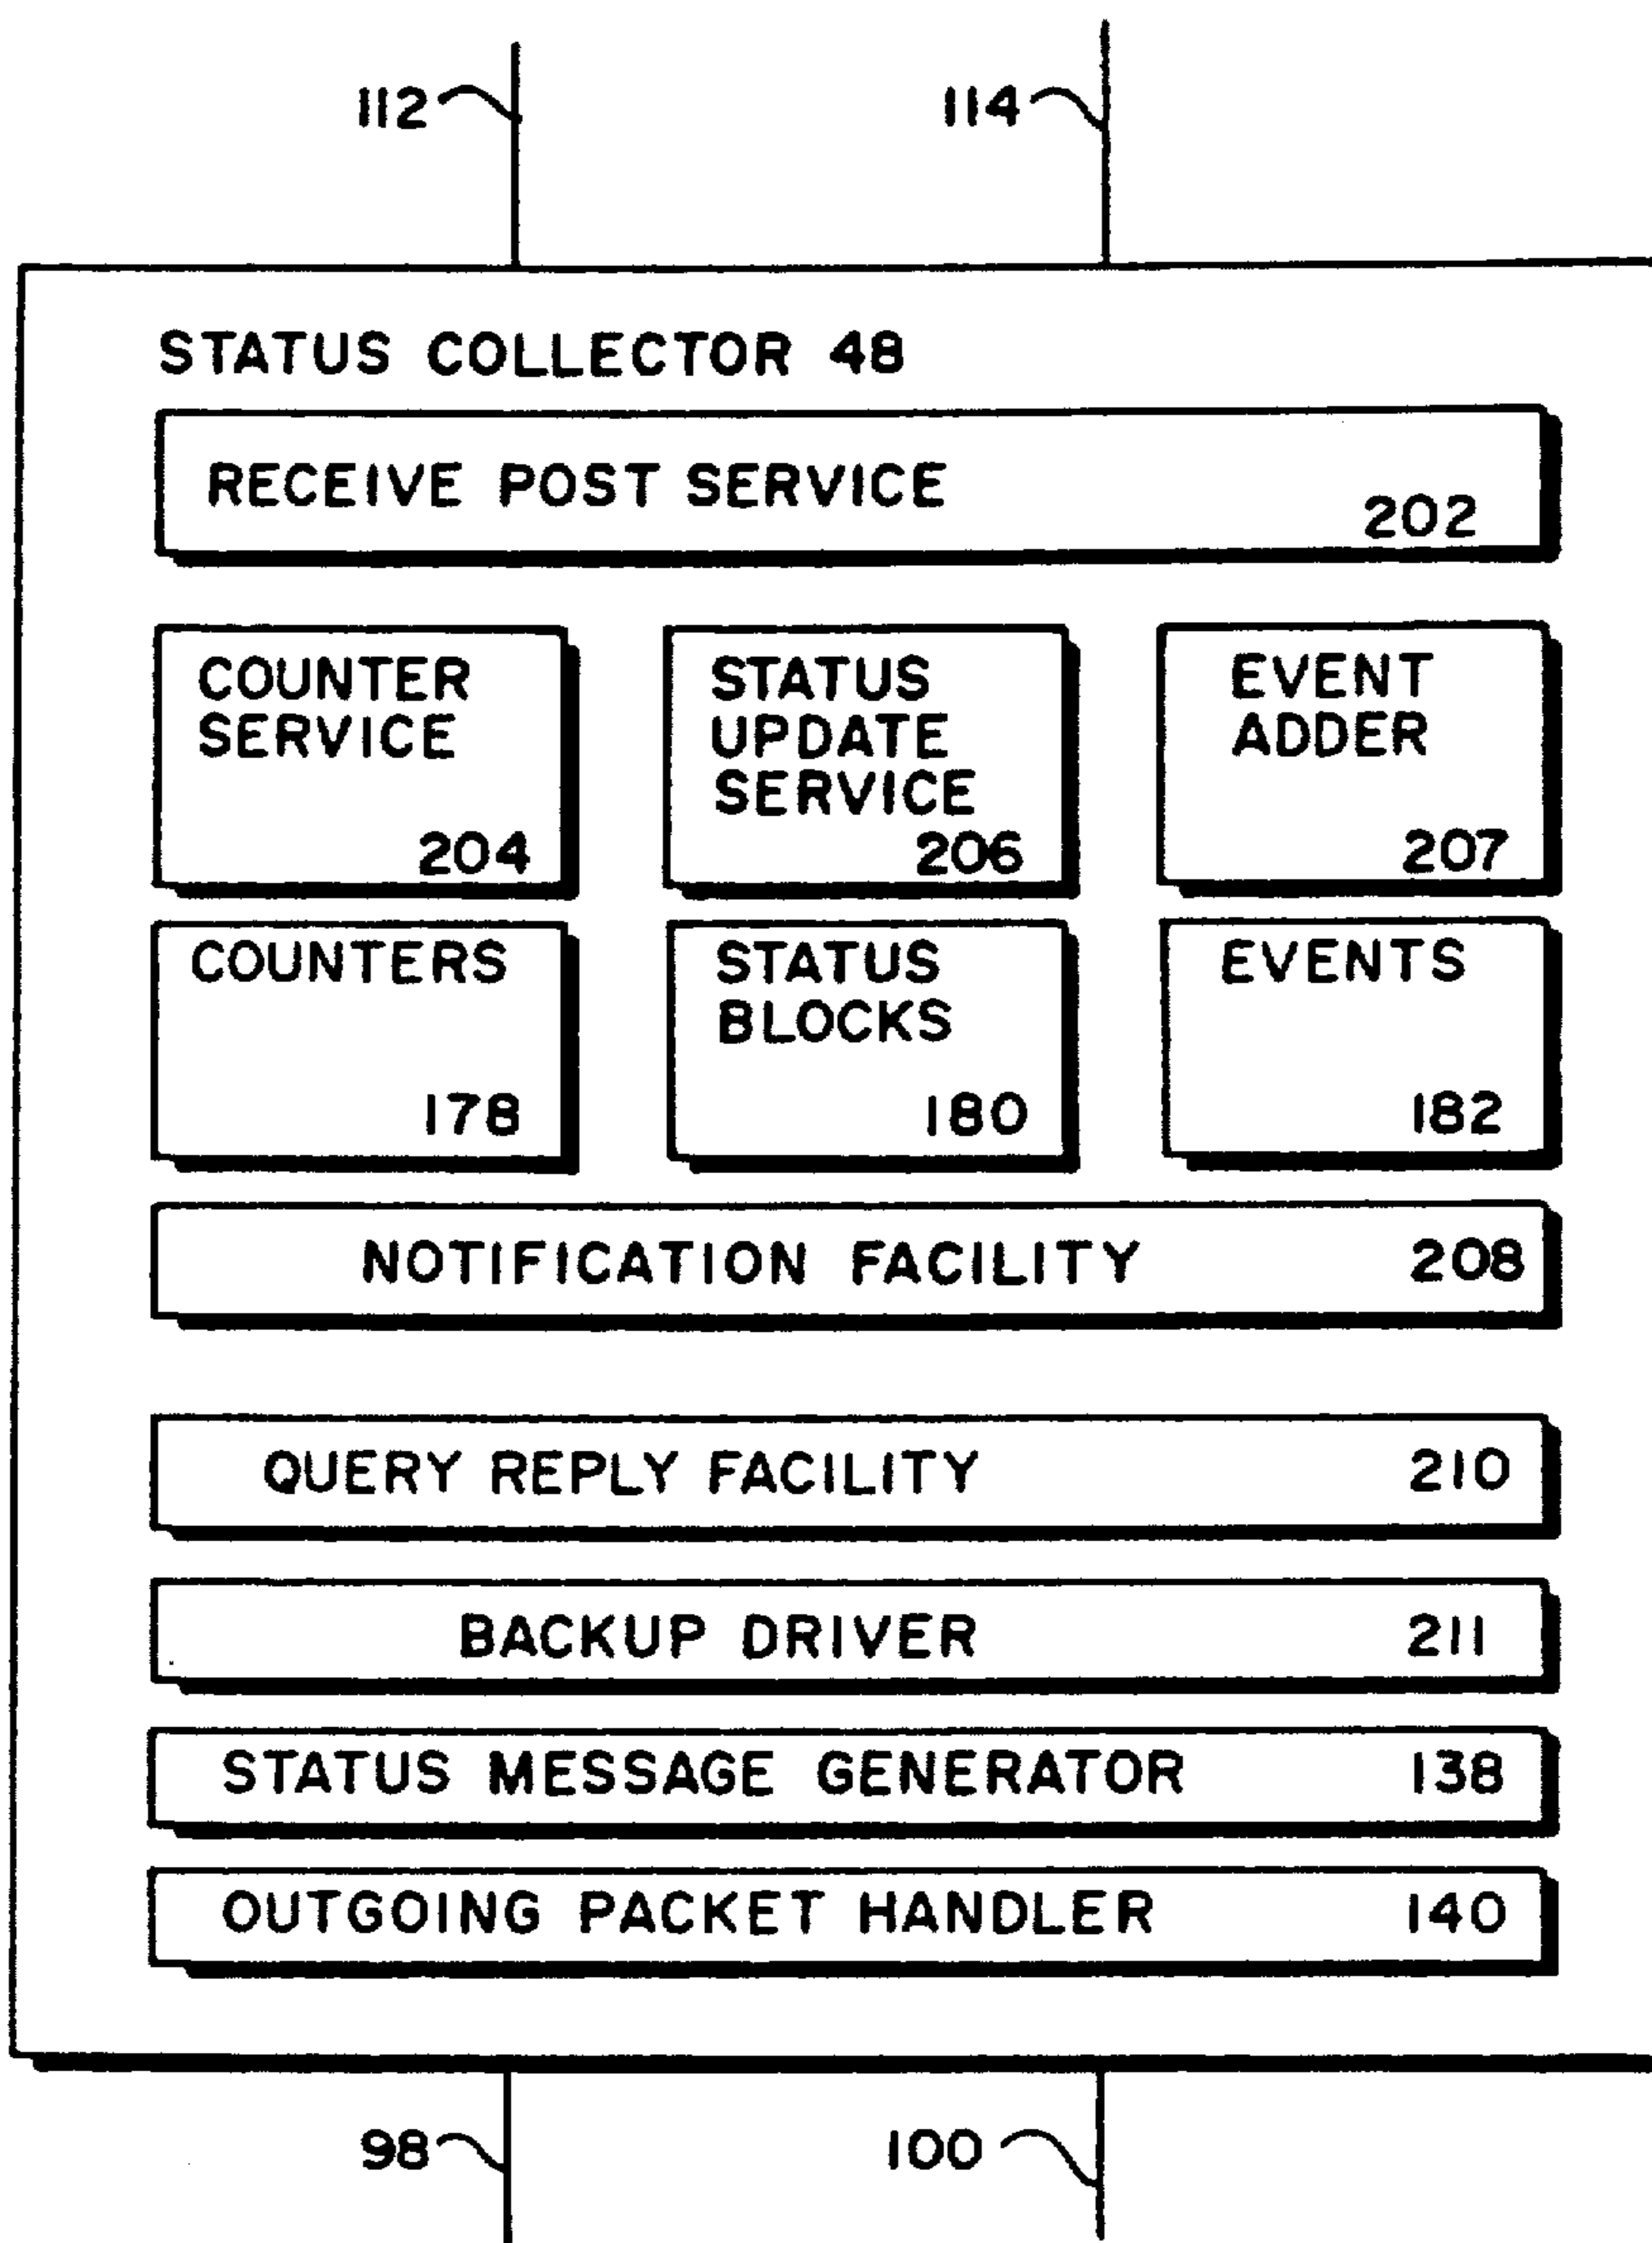 112
114
STATUS COLLECTOR 48
RECEIVE POST SERVICE
202
COUNTER
SERVICE
204
STATUS
UPDATE
SERVICE
206
EVENT
ADDER
207
COUNTERS
178
STATUS
BLOCKS
180
EVENTS
182
NOTIFICATION FACILITY 208
QUERY REPLY FACILITY 210
BACKUP DRIVER 211
STATUS MESSAGE GENERATOR 138
OUTGOING PACKET HANDLER 140
98
100